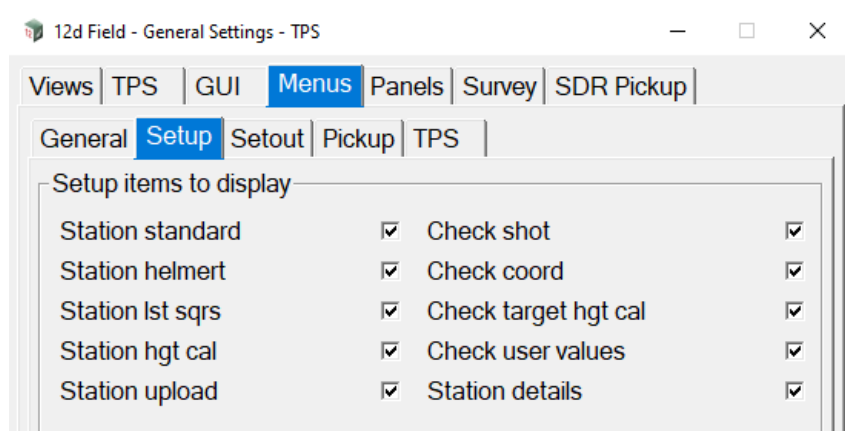 12d Field - General Settings - TPS
Views TPS GUI Menus Panels Survey SDR Pickup
General Setup Setout Pickup TPS
Setup items to display
Station standard Check shot
Station helmert Check coord
Station lst sqrs Check target hgt cal
Station hgt cal Check user values
Station upload Station details